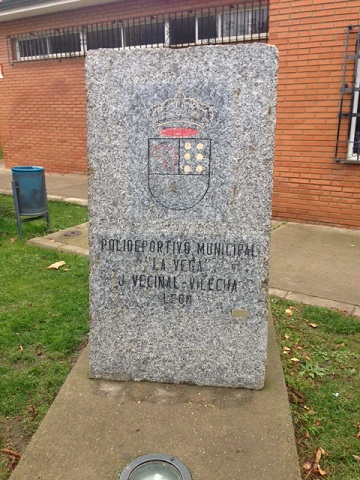 POLIDEPORTIVO MUNICIPAL
"LA VEGA"
J. VECINAL-VILECHA
LEON